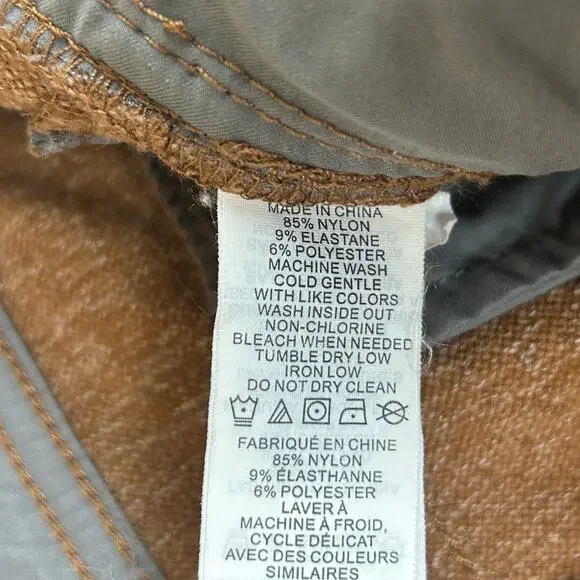 MADE IN CHINA
85% NYLON
9% ELASTANE
6% POLYESTER
MACHINE WASH
COLD GENTLE
WITH LIKE COLORS
WASH INSIDE OUT
NON-CHLORINE
BLEACH WHEN NEEDED
TUMBLE DRY LOW
IRON LOW
DO NOT DRY CLEAN
FABRIQUÉ EN CHINE
85% NYLON
9% ÉLASTHANNE
6% POLYESTER
LAVER À
MACHINE À FROID,
CYCLE DÉLICAT
AVEC DES COULEURS
SIMILAIRES